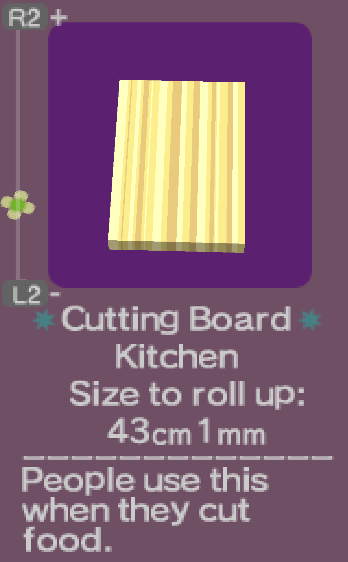 R2 +
L2 -
Cutting Board
Kitchen
Size to roll up:
43cm 1mm
People use this
when they cut
food.